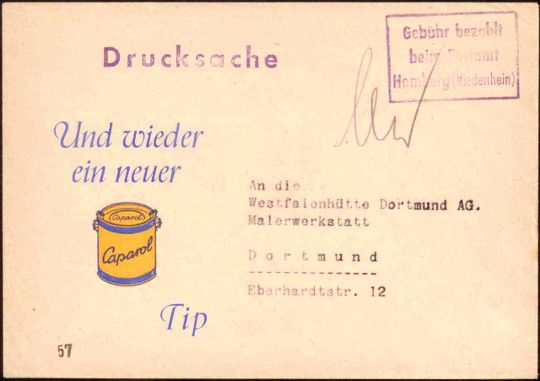 Drucksache
Gebühr bezahlt
beim Postamt
Homberg (Niederrhein)
Und wieder
ein neuer
Caparol
Caparol
Tip
An die
Westfalenhütte Dortmund AG.
Malerwerkstatt
Dortmund
Eberhardtstr. 12
57